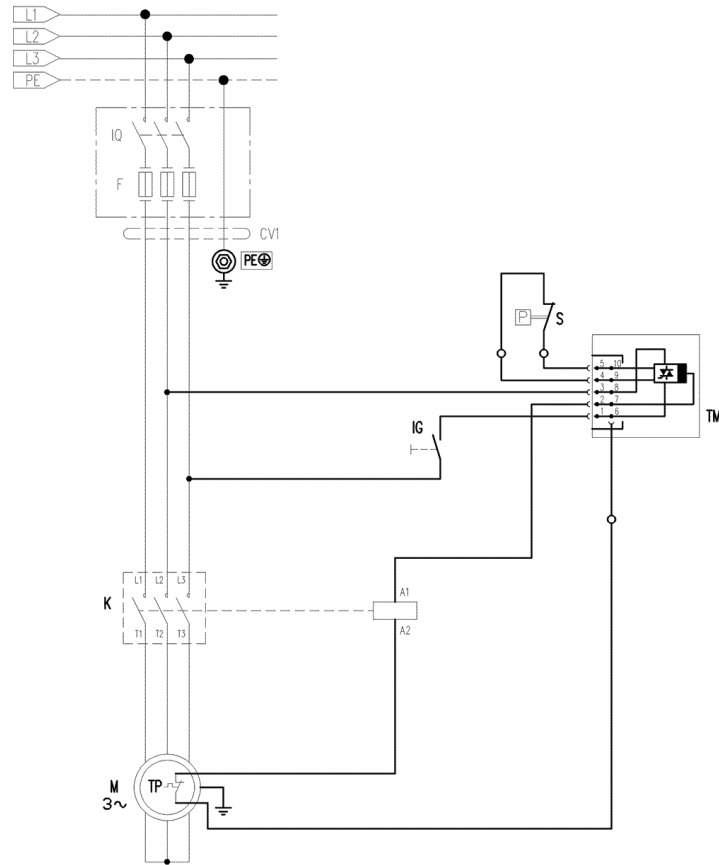 L1
L2
L3
PE
IQ
F
CV1
PE
P
S
5 10
4 9
3 8
2 7
1 6
TM
IG
L1 L2 L3
K
T1 T2 T3
A1
A2
M
3~
TP